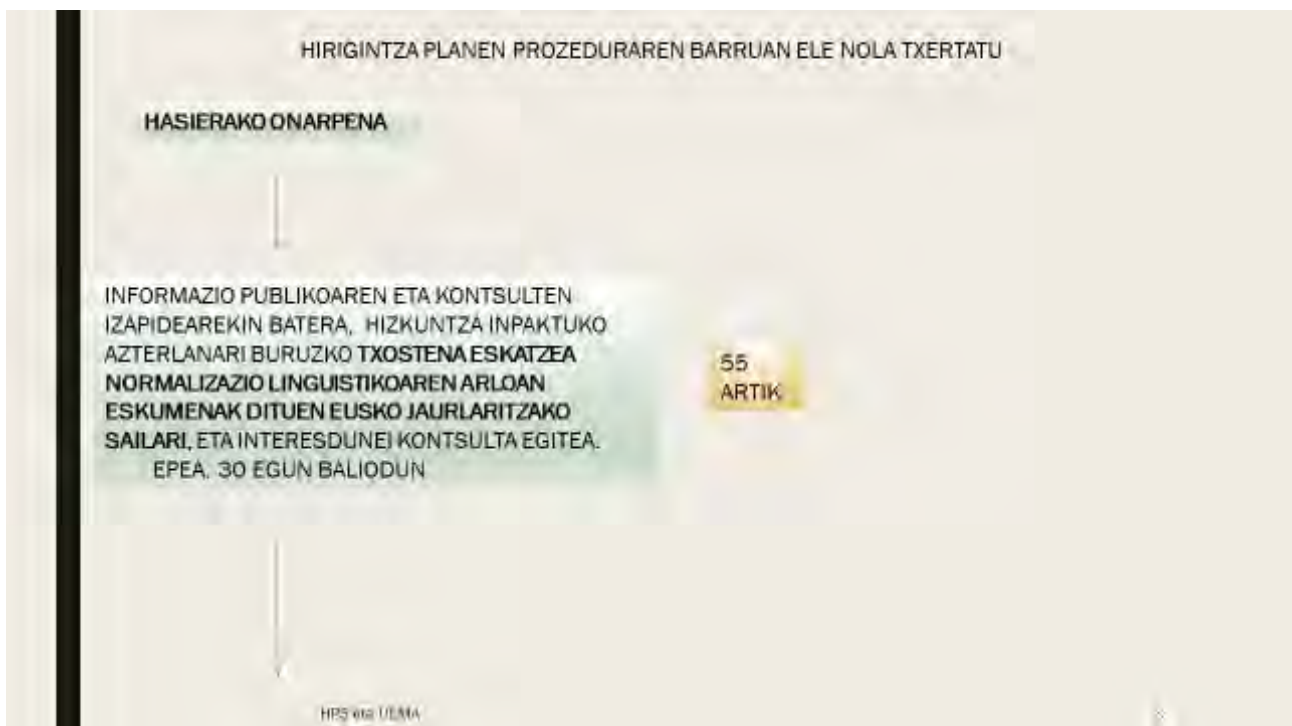 HIRIGINTZA PLANEN PROZEDURAREN BARRUAN ELE NOLA TXERTATU
HASIERAKO ONARPENA
INFORMAZIO PUBLIKOAREN ETA KONTSULTEN
IZAPIDEAREKIN BATERA, HIZKUNTZA INPAKTUKO
AZTERLANARI BURUZKO TXOSTENA ESKATZEA
NORMALIZAZIO LINGUISTIKOAREN ARLOAN
ESKUMENAK DITUEN EUSKO JAURLARITZAKO
SAILARI, ETA INTERESDUNEI KONTSULTA EGITEA.
EPEA. 30 EGUN BALIODUN
55
ARTIK
HPS eta UEMA